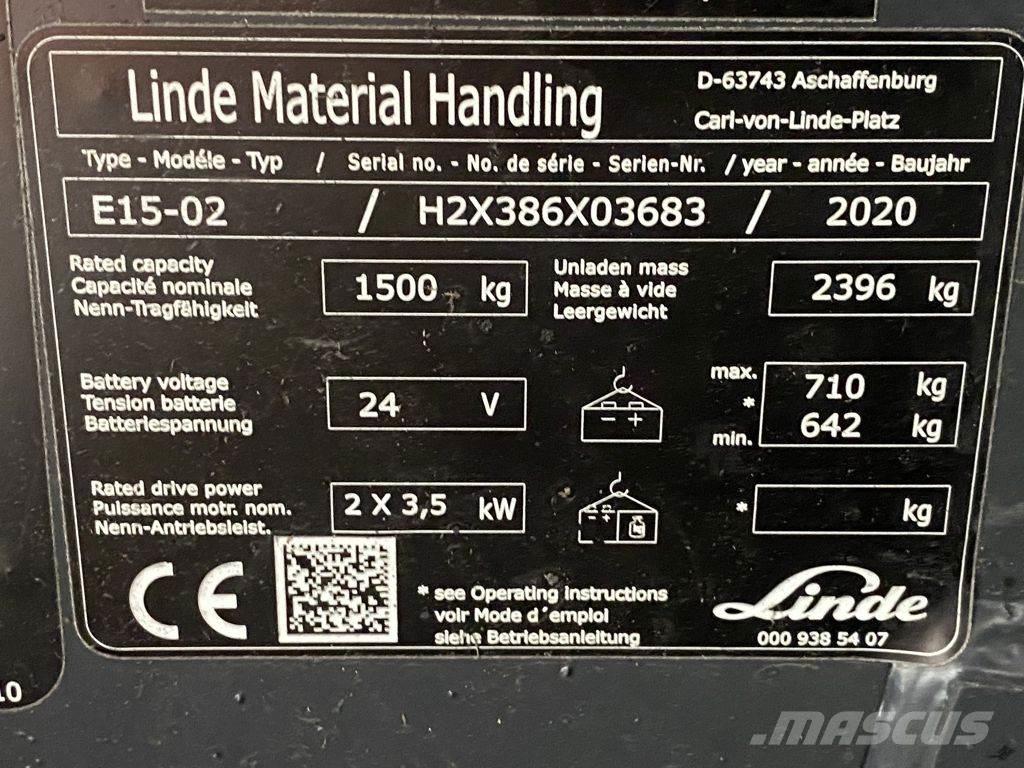 Linde Material Handling
D-63743 Aschaffenburg
Carl-von-Linde-Platz
Type - Modéle - Typ / Serial no. - No. de série - Serien-Nr. / year - année - Baujahr
E15-02 / H2X386X03683 / 2020
Rated capacity
Capacité nominale
Nenn-Tragfähigkeit
1500 kg
Unladen mass
Masse à vide
Leergewicht
2396 kg
Battery voltage
Tension batterie
Batteriespannung
24 V
- +
max. 710 kg
*
min. 642 kg
Rated drive power
Puissance motr. nom.
Nenn-Antriebsleist.
2 X 3,5 kW
- +
kg
* kg
CE
* see Operating instructions
voir Mode d´emploi
siehe Betriebsanleitung
Linde
000 938 54 07
10
MASCUS